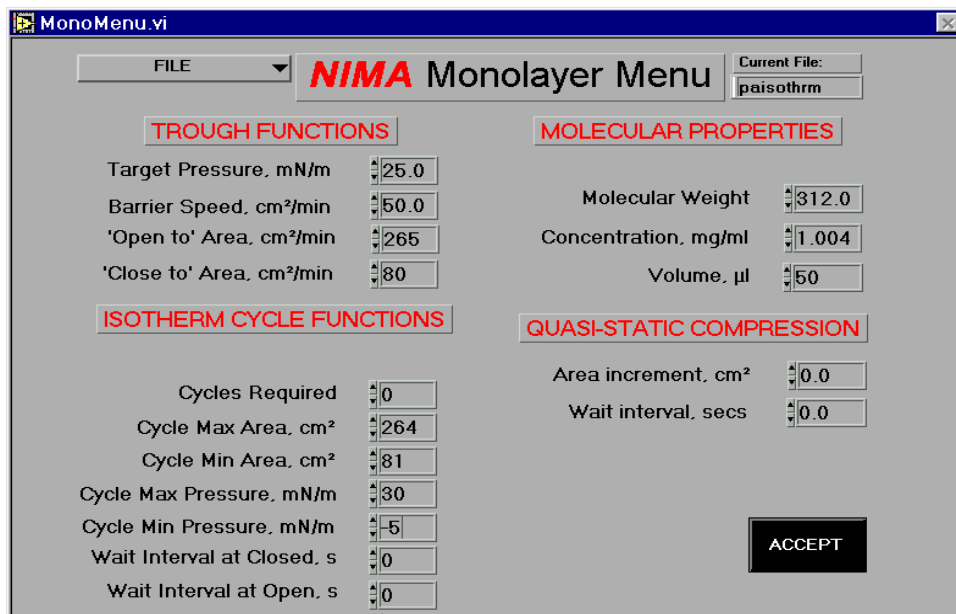 MonoMenu.vi
FILE
NIMA Monolayer Menu
Current File:
paisothrm
TROUGH FUNCTIONS
Target Pressure, mN/m 25.0
Barrier Speed, cm²/min 50.0
'Open to' Area, cm²/min 265
'Close to' Area, cm²/min 80
MOLECULAR PROPERTIES
Molecular Weight 312.0
Concentration, mg/ml 1.004
Volume, µl 50
ISOTHERM CYCLE FUNCTIONS
Cycles Required 0
Cycle Max Area, cm² 264
Cycle Min Area, cm² 81
Cycle Max Pressure, mN/m 30
Cycle Min Pressure, mN/m -5
Wait Interval at Closed, s 0
Wait Interval at Open, s 0
QUASI-STATIC COMPRESSION
Area increment, cm² 0.0
Wait interval, secs 0.0
ACCEPT